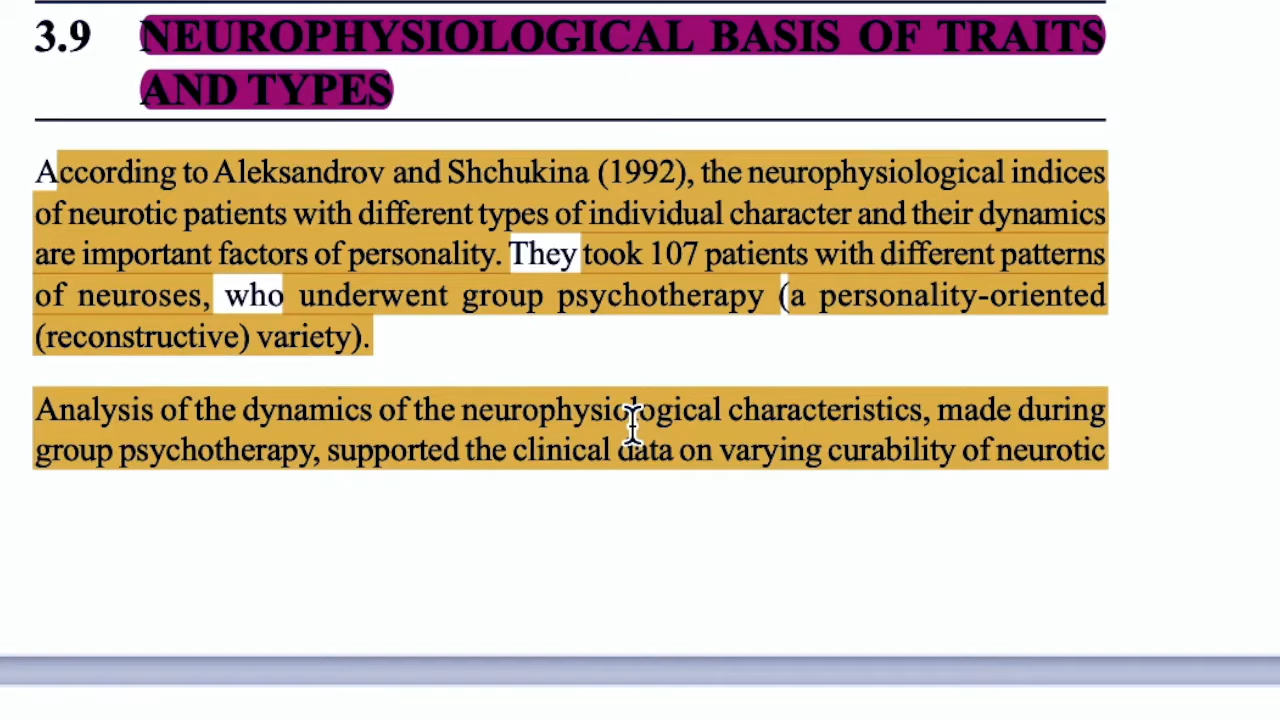 3.9 NEUROPHYSIOLOGICAL BASIS OF TRAITS
AND TYPES
According to Aleksandrov and Shchukina (1992), the neurophysiological indices
of neurotic patients with different types of individual character and their dynamics
are important factors of personality. They took 107 patients with different patterns
of neuroses, who underwent group psychotherapy (a personality-oriented
(reconstructive) variety).
Analysis of the dynamics of the neurophysiological characteristics, made during
group psychotherapy, supported the clinical data on varying curability of neurotic